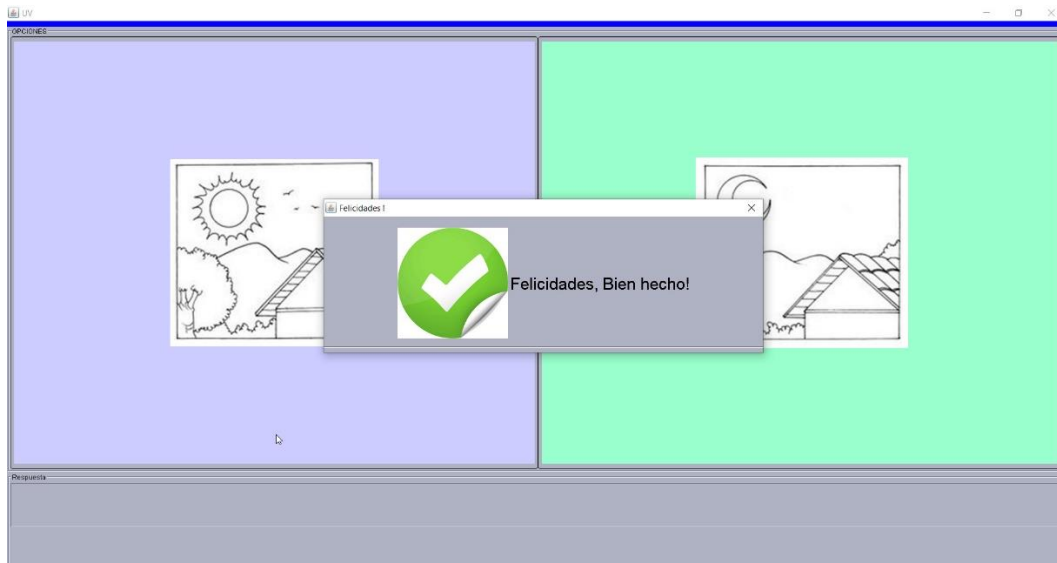 UV
OPCIONES
Felicidades !
Felicidades, Bien hecho!
Respuesta